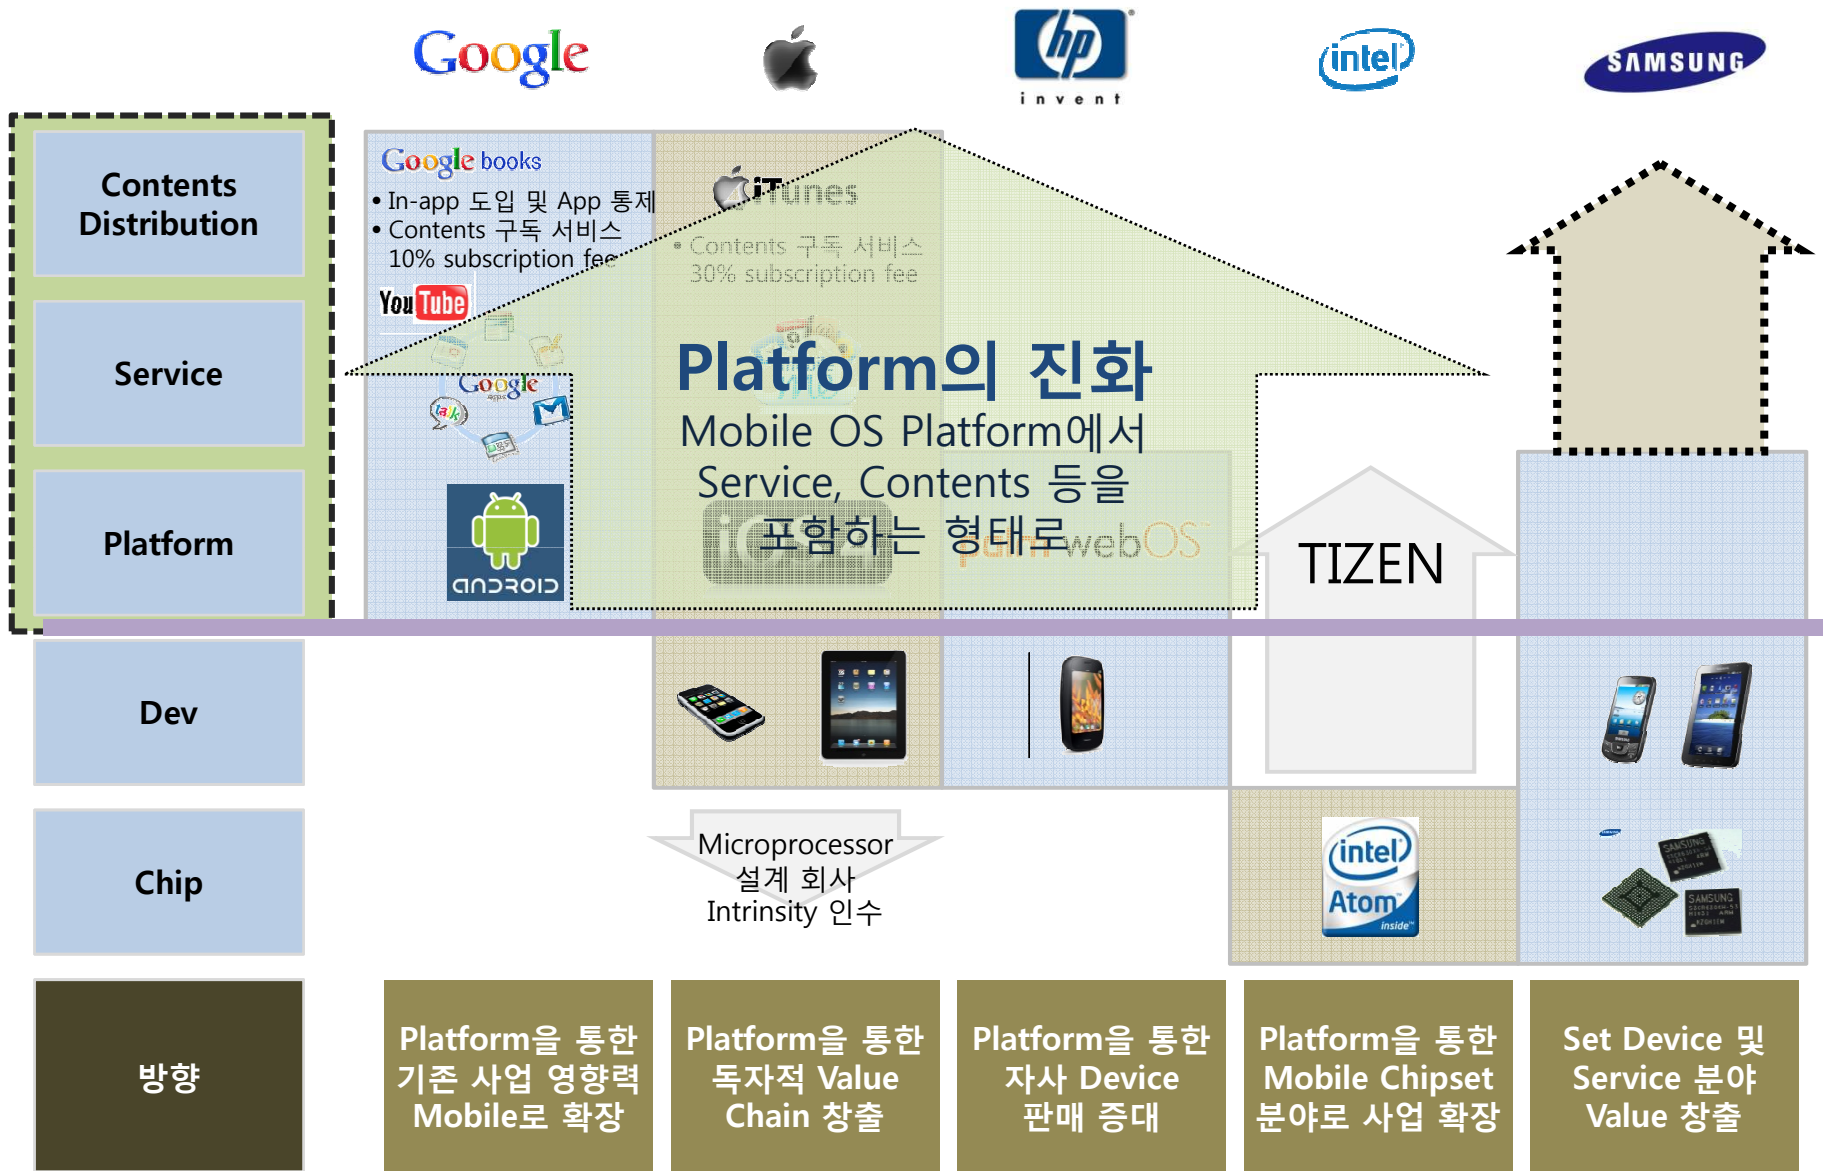 Google
hp
invent
intel
SAMSUNG
Contents
Distribution
Google books
• In-app 도입 및 App 통제
• Contents 구독 서비스
10% subscription fee
YouTube
iTunes
• Contents 구독 서비스
30% subscription fee
Service
Google
talk
Platform의 진화
Mobile OS Platform에서
Service, Contents 등을
포함하는 형태로
Platform
ANDROID
palm webOS
TIZEN
Dev
Chip
Microprocessor
설계 회사
Intrinsity 인수
intel
Atom
inside
SAMSUNG
SAMSUNG
방향
Platform을 통한
기존 사업 영향력
Mobile로 확장
Platform을 통한
독자적 Value
Chain 창출
Platform을 통한
자사 Device
판매 증대
Platform을 통한
Mobile Chipset
분야로 사업 확장
Set Device 및
Service 분야
Value 창출